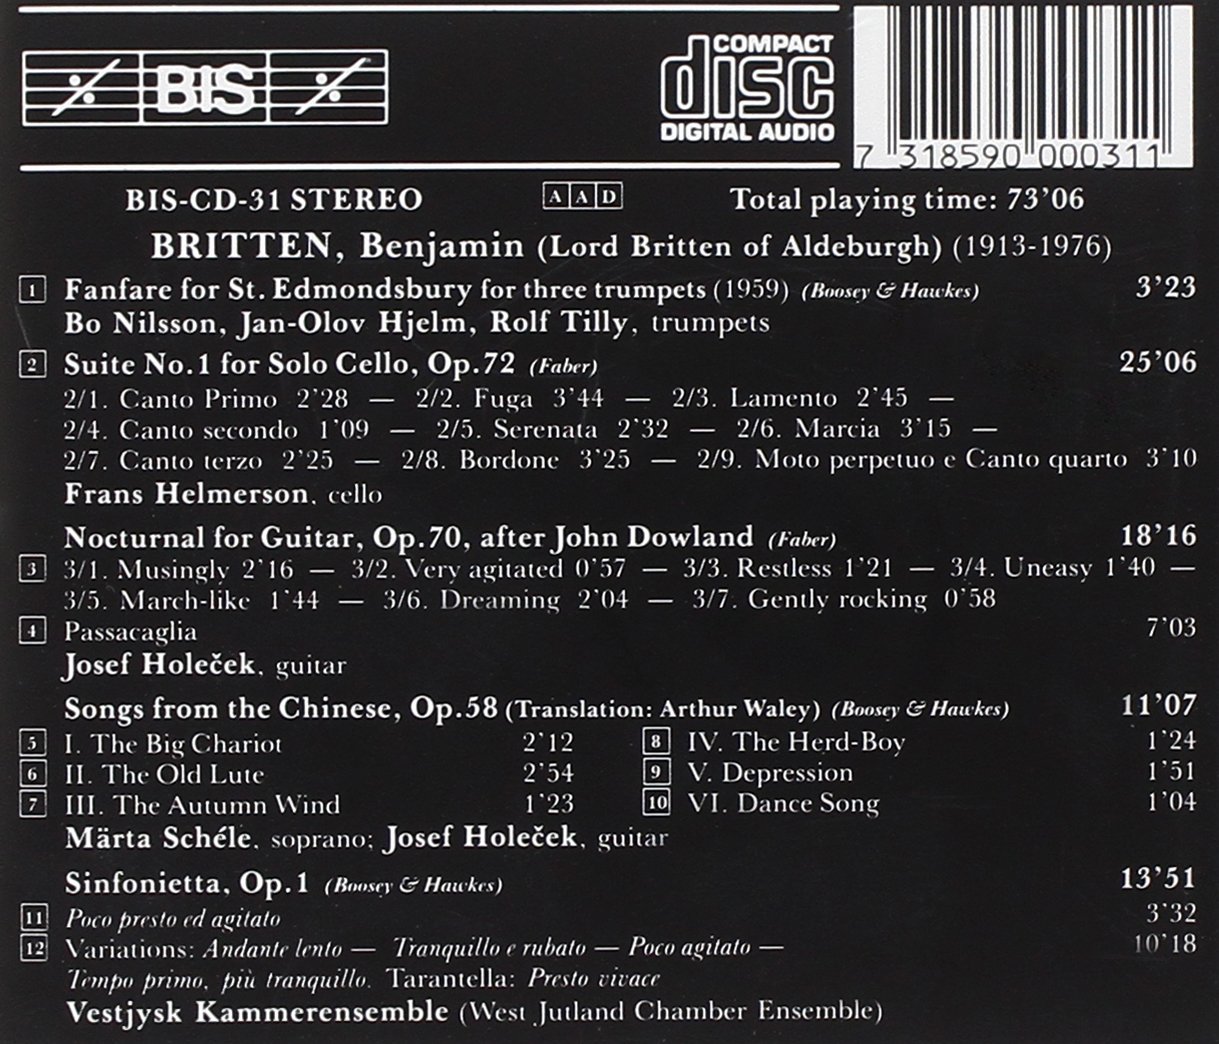 BIS
COMPACT
disc
DIGITAL AUDIO
7 318590 000311
BIS-CD-31 STEREO A A D Total playing time: 73'06
BRITTEN, Benjamin (Lord Britten of Aldeburgh) (1913-1976)
1 Fanfare for St. Edmondsbury for three trumpets (1959) (Boosey & Hawkes) 3'23
Bo Nilsson, Jan-Olov Hjelm, Rolf Tilly, trumpets
2 Suite No. 1 for Solo Cello, Op. 72 (Faber) 25'06
2/1. Canto Primo 2'28 — 2/2. Fuga 3'44 — 2/3. Lamento 2'45 —
2/4. Canto secondo 1'09 — 2/5. Serenata 2'32 — 2/6. Marcia 3'15 —
2/7. Canto terzo 2'25 — 2/8. Bordone 3'25 — 2/9. Moto perpetuo e Canto quarto 3'10
Frans Helmerson, cello
Nocturnal for Guitar, Op. 70, after John Dowland (Faber) 18'16
3 3/1. Musingly 2'16 — 3/2. Very agitated 0'57 — 3/3. Restless 1'21 — 3/4. Uneasy 1'40 —
3/5. March-like 1'44 — 3/6. Dreaming 2'04 — 3/7. Gently rocking 0'58
4 Passacaglia 7'03
Josef Holeček, guitar
Songs from the Chinese, Op. 58 (Translation: Arthur Waley) (Boosey & Hawkes) 11'07
5 I. The Big Chariot 2'12 8 IV. The Herd-Boy 1'24
6 II. The Old Lute 2'54 9 V. Depression 1'51
7 III. The Autumn Wind 1'23 10 VI. Dance Song 1'04
Märta Schéle, soprano; Josef Holeček, guitar
Sinfonietta, Op. 1 (Boosey & Hawkes) 13'51
11 Poco presto ed agitato 3'32
12 Variations: Andante lento — Tranquillo e rubato — Poco agitato — 10'18
Tempo primo, più tranquillo. Tarantella: Presto vivace
Vestjysk Kammerensemble (West Jutland Chamber Ensemble)